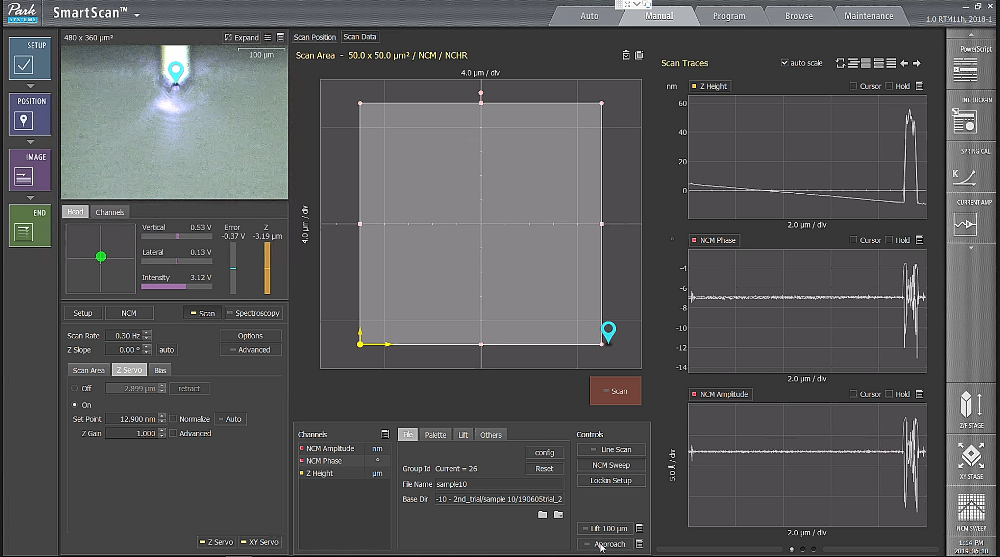 Park
SYSTEMS
SmartScan™
Auto
Manual
Program
Browse
Maintenance
1.0 RTM11h, 2018-1
SETUP
POSITION
IMAGE
END
480 x 360 µm²
Expand
100 µm
Head
Channels
Vertical 0.53 V
Lateral 0.13 V
Intensity 3.12 V
Error
-0.37 V
Z
-3.19 µm
Setup
NCM
Scan
Spectroscopy
Scan Rate 0.30 Hz
Options
Z Slope 0.00 °
auto
Advanced
Scan Area
Z Servo
Bias
Off 2.899 µm
retract
On
Set Point 12.900 nm
Normalize
Auto
Z Gain 1.000
Advanced
Z Servo
XY Servo
Scan Position
Scan Data
Scan Area - 50.0 x 50.0 µm² / NCM / NCHR
4.0 µm / div
4.0 µm / div
Scan
Channels
NCM Amplitude nm
NCM Phase °
Z Height µm
File
Palette
Lift
Others
config
Group Id Current = 26
Reset
File Name sample10
Base Dir -10 - 2nd_trial/sample 10/190605trial_2
Controls
Line Scan
NCM Sweep
Lockin Setup
Lift 100 µm
Approach
Scan Traces
auto scale
nm
Z Height
Cursor
Hold
60
40
20
0
2.0 µm / div
°
NCM Phase
Cursor
Hold
-4
-6
-8
-10
-12
-14
2.0 µm / div
NCM Amplitude
Cursor
Hold
5.0 Å / div
2.0 µm / div
PowerScript
INT. LOCK-IN
SPRING CAL.
K
CURRENT AMP
Z/F STAGE
XY STAGE
NCM SWEEP
1:14 PM
2019-06-10